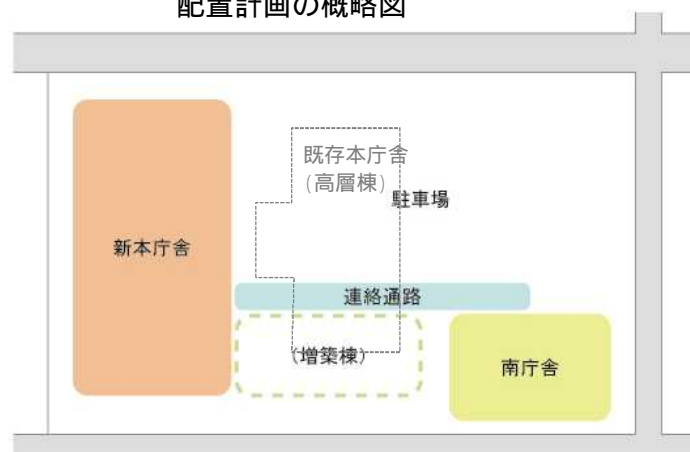 配置計画の概略図
既存本庁舎
(高層棟)
駐車場
新本庁舎
連絡通路
(増築棟)
南庁舎